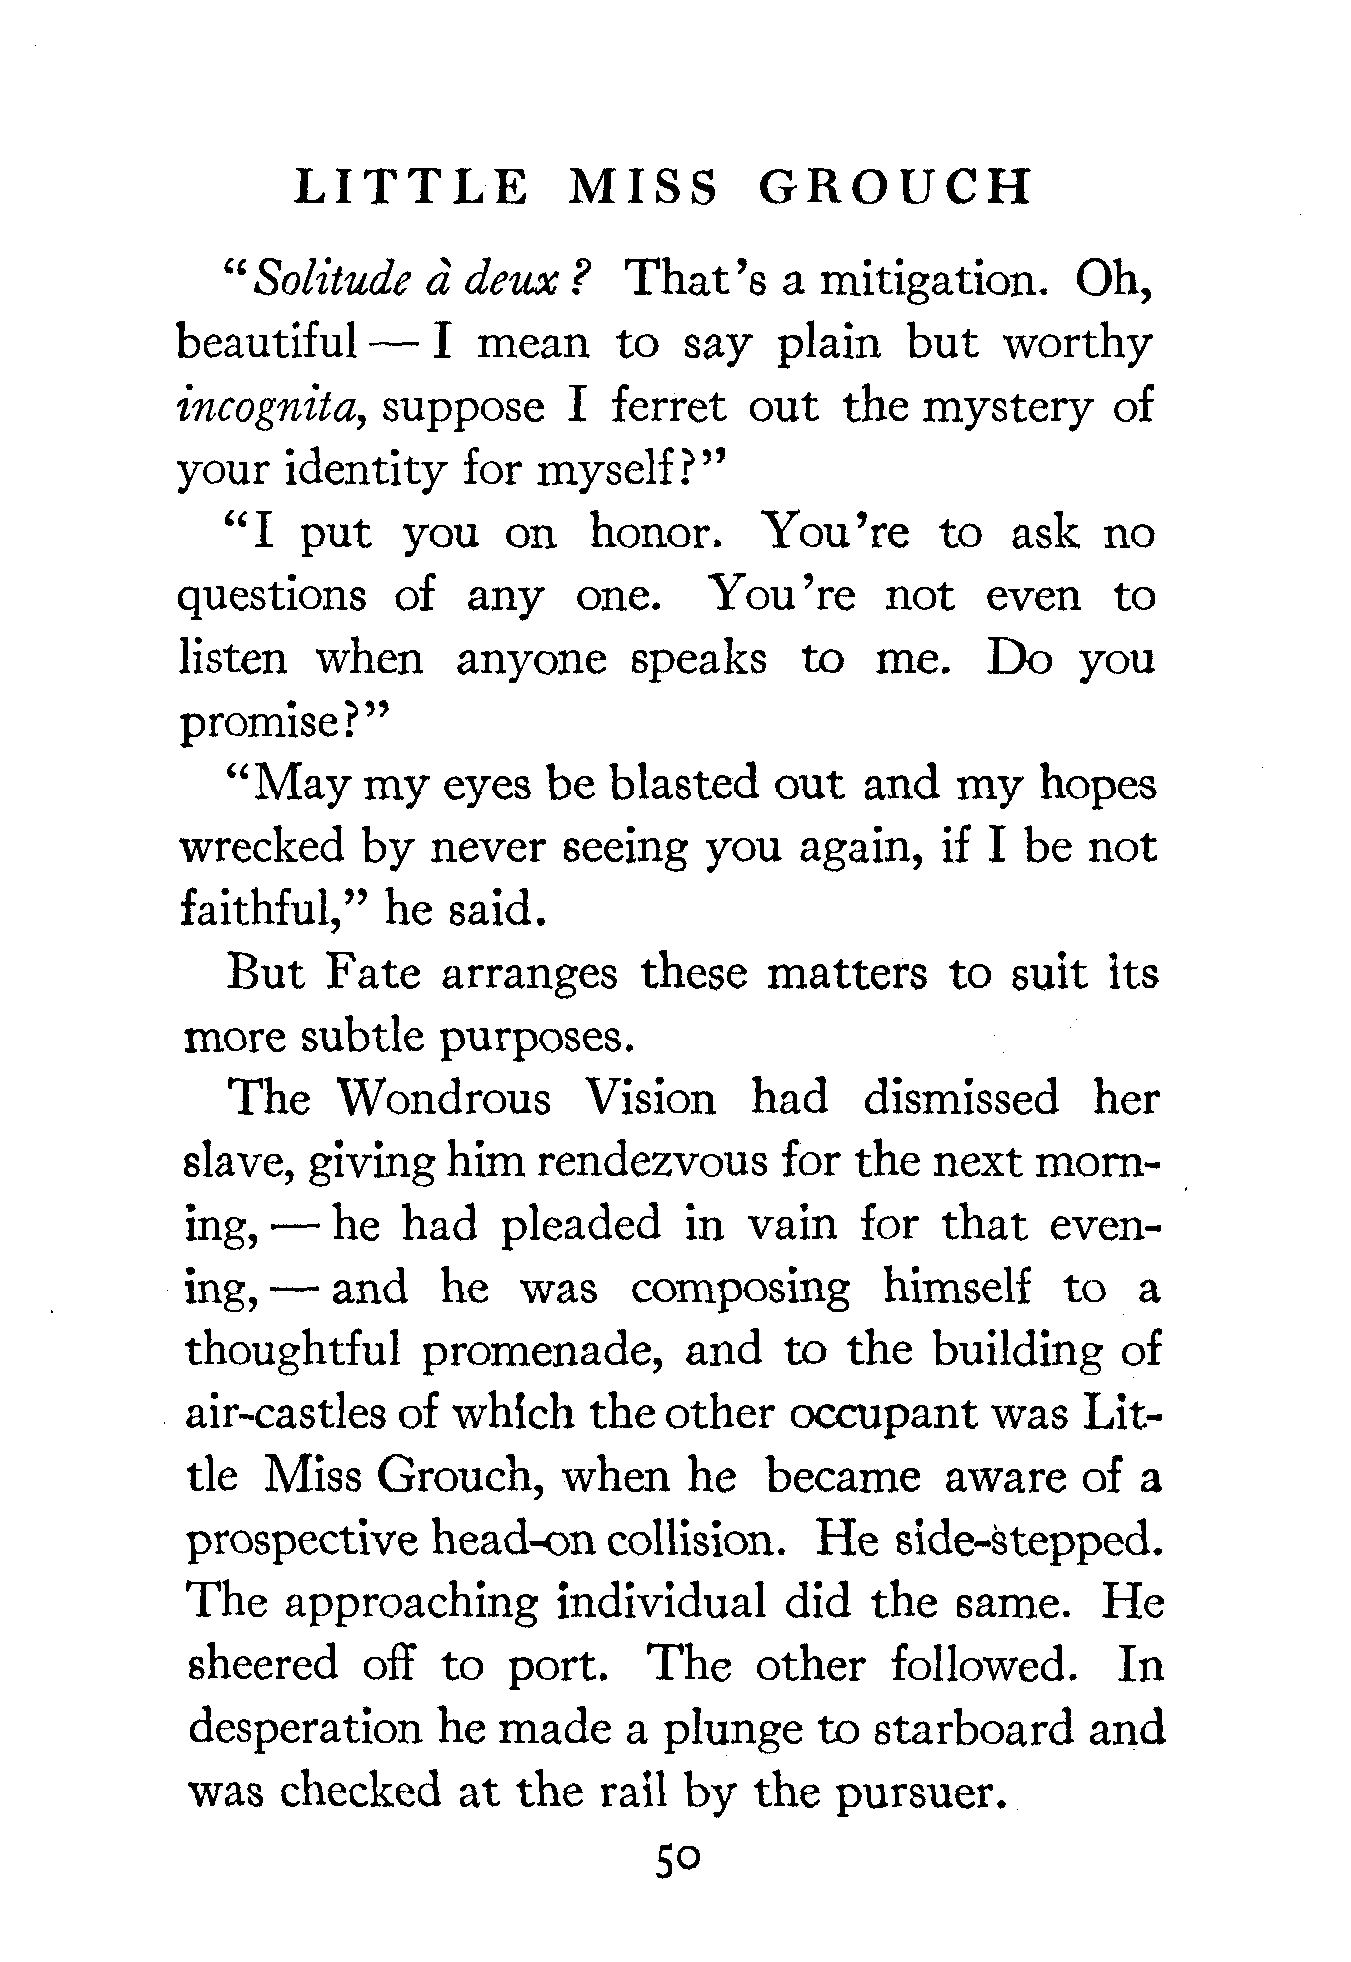 LITTLE MISS GROUCH
“Solitude à deux? That’s a mitigation. Oh,
beautiful — I mean to say plain but worthy
incognita, suppose I ferret out the mystery of
your identity for myself?”
“I put you on honor. You’re to ask no
questions of any one. You’re not even to
listen when anyone speaks to me. Do you
promise?”
“May my eyes be blasted out and my hopes
wrecked by never seeing you again, if I be not
faithful,” he said.
But Fate arranges these matters to suit its
more subtle purposes.
The Wondrous Vision had dismissed her
slave, giving him rendezvous for the next morn-
ing, — he had pleaded in vain for that even-
ing, — and he was composing himself to a
thoughtful promenade, and to the building of
air-castles of which the other occupant was Lit-
tle Miss Grouch, when he became aware of a
prospective head-on collision. He side-stepped.
The approaching individual did the same. He
sheered off to port. The other followed. In
desperation he made a plunge to starboard and
was checked at the rail by the pursuer.
50